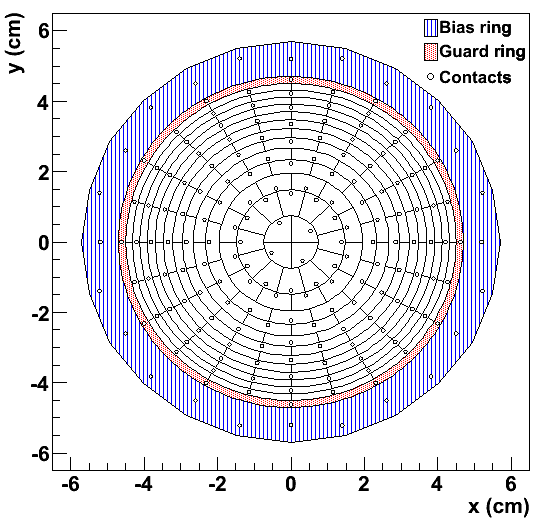 y (cm)
6
4
2
0
-2
-4
-6
Bias ring
Guard ring
Contacts
-6 -4 -2 0 2 4 6
x (cm)